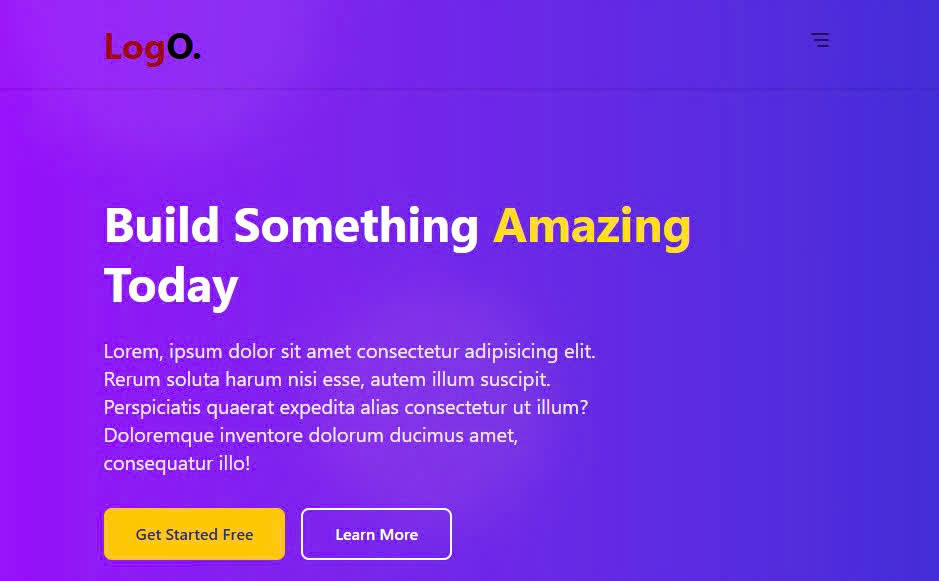 LogO.
Build Something Amazing
Today
Lorem, ipsum dolor sit amet consectetur adipisicing elit.
Rerum soluta harum nisi esse, autem illum suscipit.
Perspiciatis quaerat expedita alias consectetur ut illum?
Doloremque inventore dolorum ducimus amet,
consequatur illo!
Get Started Free
Learn More